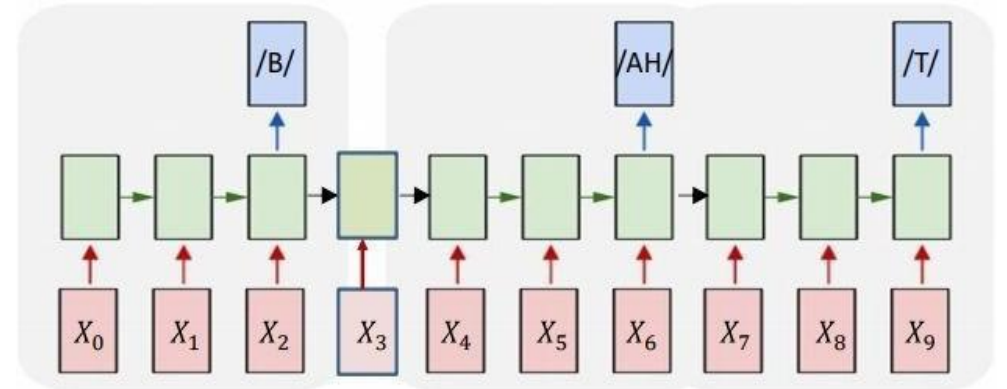 /B/ /AH/ /T/
X₀ X₁ X₂ X₃ X₄ X₅ X₆ X₇ X₈ X₉